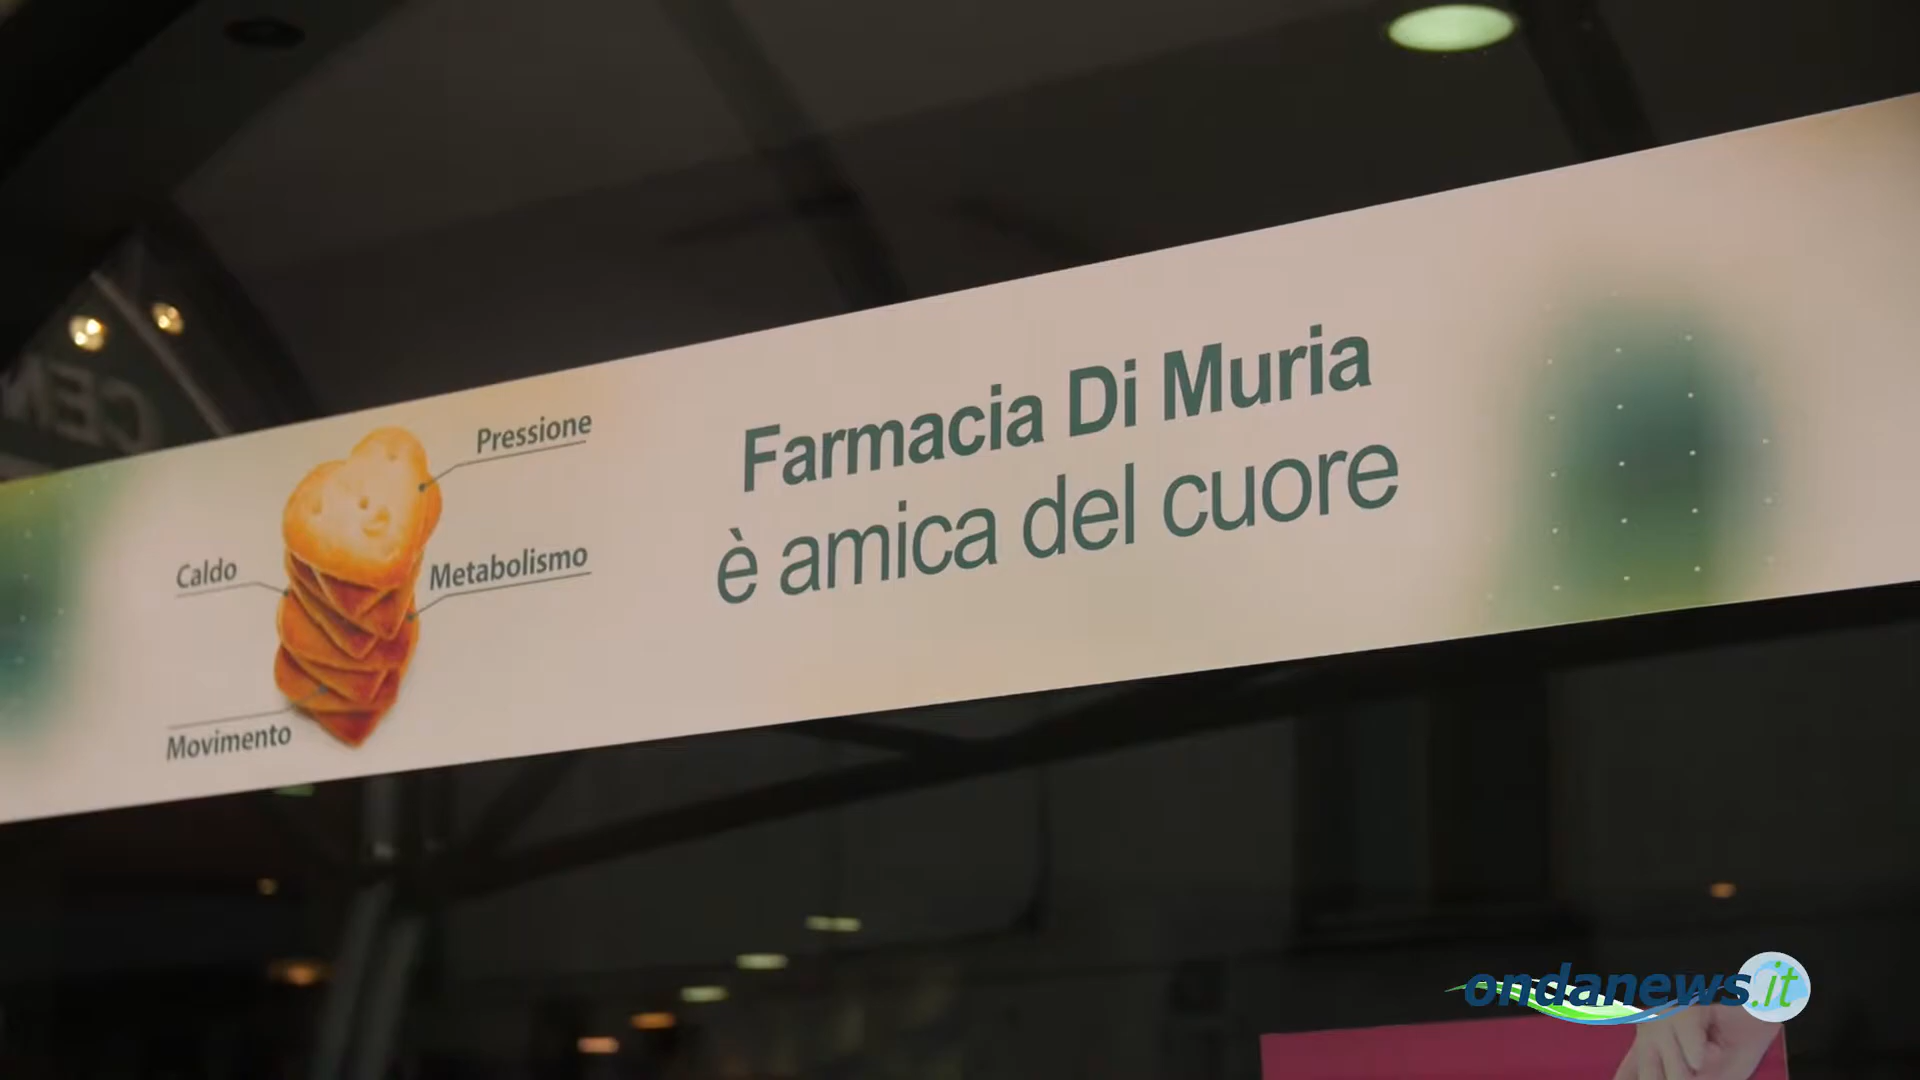 Pressione
Farmacia Di Muria
è amica del cuore
Caldo
Metabolismo
Movimento
ondanews.it